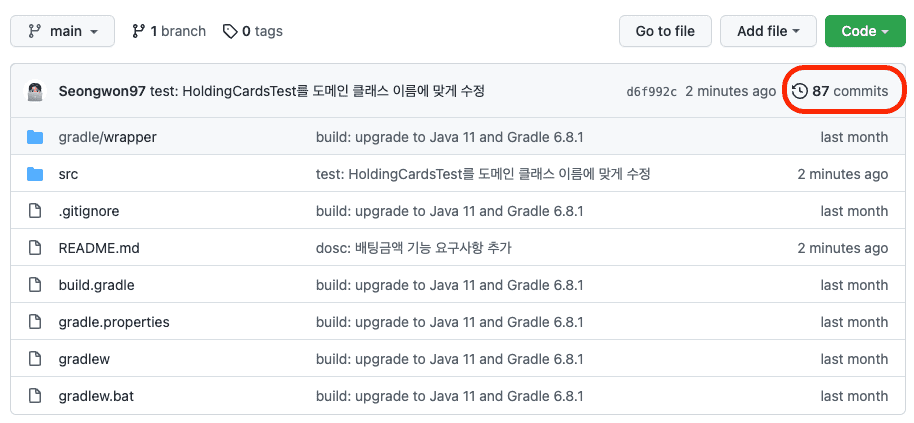 main 1 branch 0 tags Go to file Add file Code
Seongwon97 test: HoldingCardsTest를 도메인 클래스 이름에 맞게 수정 d6f992c 2 minutes ago 87 commits
gradle/wrapper build: upgrade to Java 11 and Gradle 6.8.1 last month
src test: HoldingCardsTest를 도메인 클래스 이름에 맞게 수정 2 minutes ago
.gitignore build: upgrade to Java 11 and Gradle 6.8.1 last month
README.md dosc: 배팅금액 기능 요구사항 추가 2 minutes ago
build.gradle build: upgrade to Java 11 and Gradle 6.8.1 last month
gradle.properties build: upgrade to Java 11 and Gradle 6.8.1 last month
gradlew build: upgrade to Java 11 and Gradle 6.8.1 last month
gradlew.bat build: upgrade to Java 11 and Gradle 6.8.1 last month